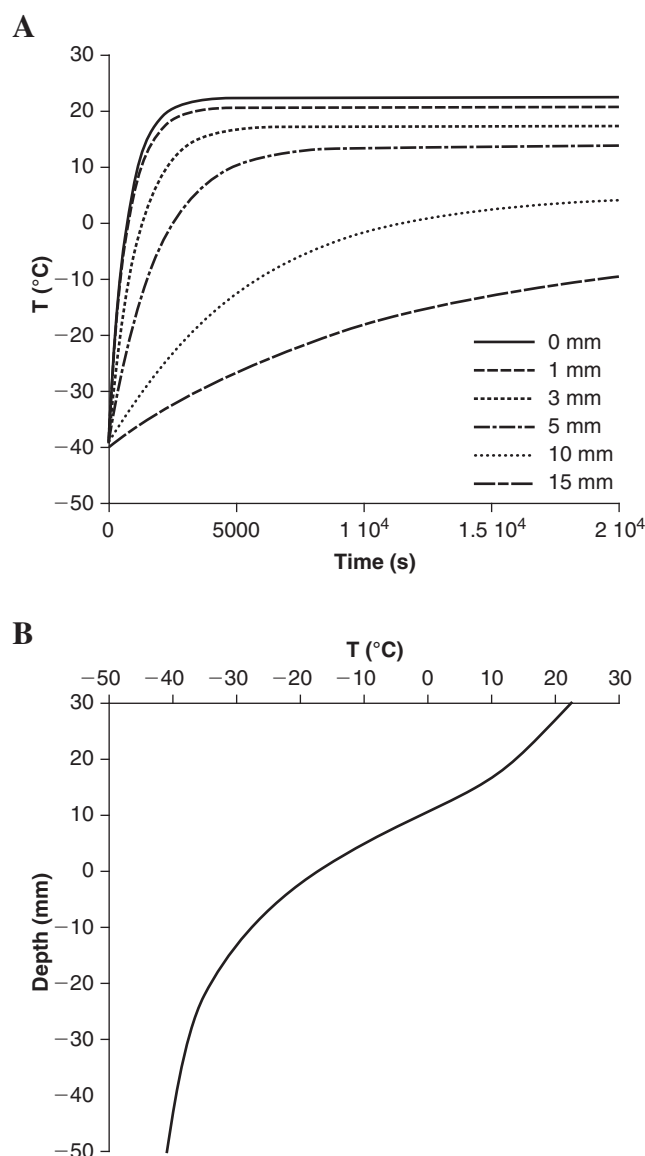 A
30
20
10
0
−10
−20
−30
−40
−50
T (°C)
0 mm
1 mm
3 mm
5 mm
10 mm
15 mm
0 5000 1 10⁴ 1.5 10⁴ 2 10⁴
Time (s)
B
T (°C)
−50 −40 −30 −20 −10 0 10 20 30
30
20
10
0
−10
−20
−30
−40
−50
Depth (mm)